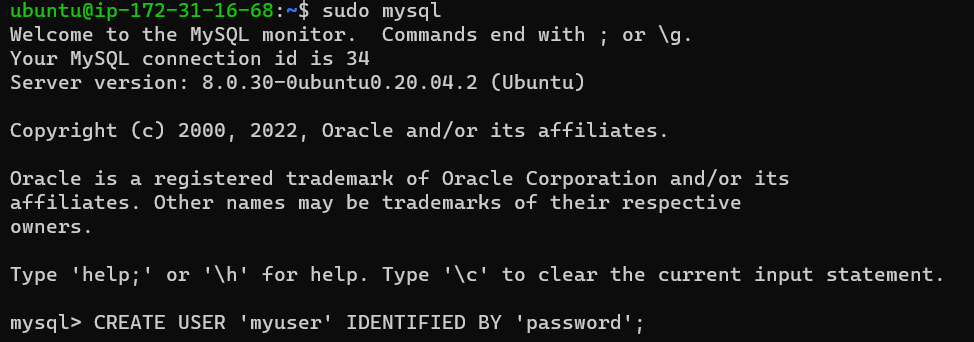 ubuntu@ip-172-31-16-68:~$ sudo mysql
Welcome to the MySQL monitor.  Commands end with ; or \g.
Your MySQL connection id is 34
Server version: 8.0.30-0ubuntu0.20.04.2 (Ubuntu)
Copyright (c) 2000, 2022, Oracle and/or its affiliates.
Oracle is a registered trademark of Oracle Corporation and/or its
affiliates. Other names may be trademarks of their respective
owners.
Type 'help;' or '\h' for help. Type '\c' to clear the current input statement.
mysql> CREATE USER 'myuser' IDENTIFIED BY 'password';